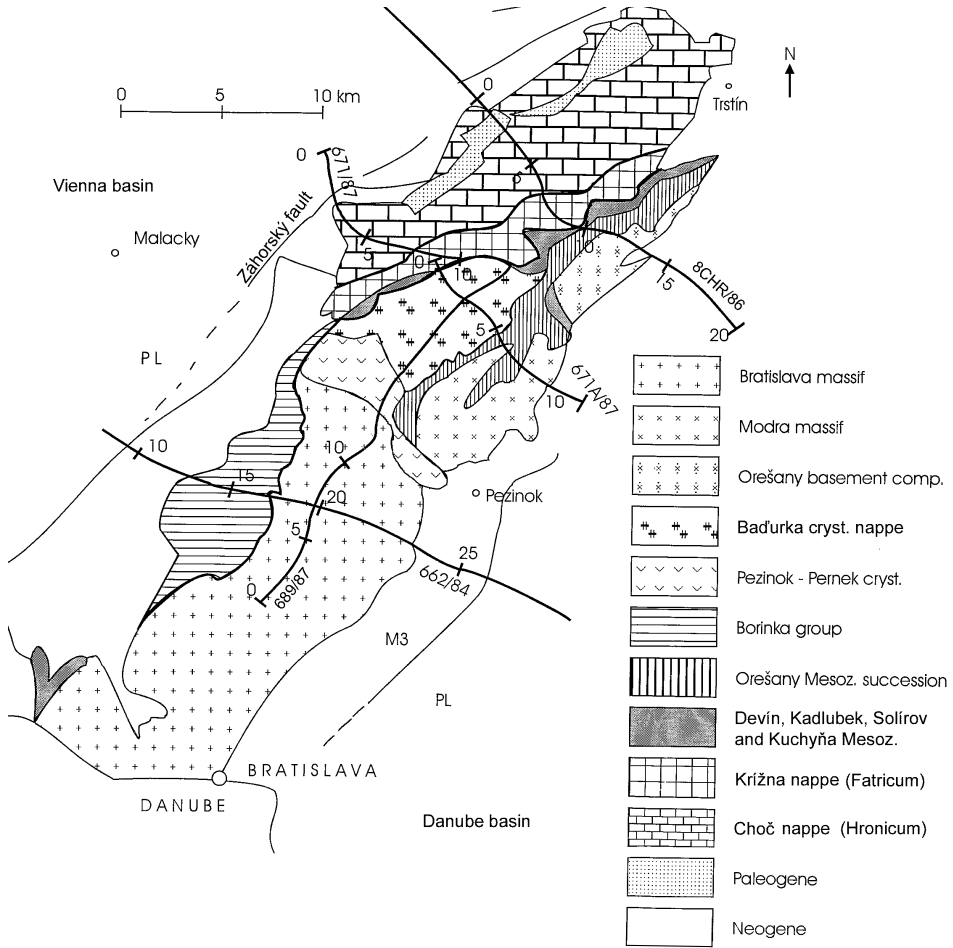 0
N
Trstín
0
5
10 km
0
671/87
5
Vienna basin
Záhorský fault
Malacky
5
0
10
0
15
8CHR/86
20
5
PL
671A/87
10
Bratislava massif
Modra massif
10
10
15
20
Pezinok
Orešany basement comp.
5
25
Baďurka cryst. nappe
0
689/87
662/84
Pezinok - Pernek cryst.
M3
Borinka group
PL
Orešany Mesoz. succession
Devín, Kadlubek, Solírov
and Kuchyňa Mesoz.
BRATISLAVA
Krížna nappe (Fatricum)
DANUBE
Danube basin
Choč nappe (Hronicum)
Paleogene
Neogene